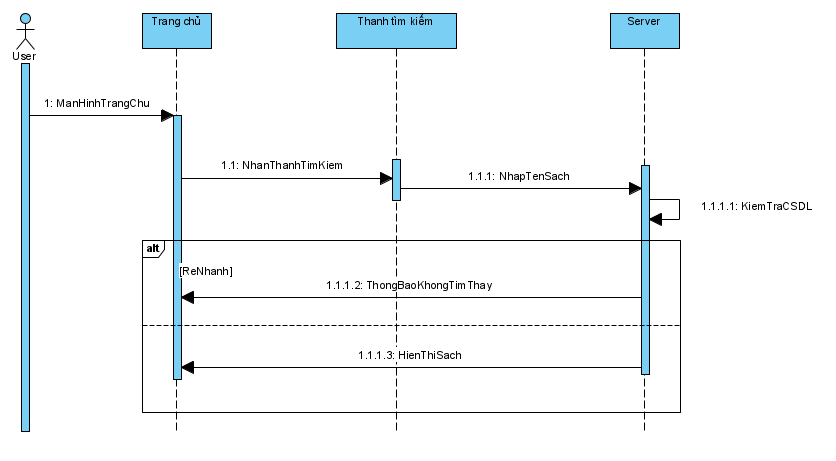 Trang chủ
Thanh tìm kiếm
Server
User
1: ManHinhTrangChu
1.1: NhanThanhTimKiem
1.1.1: NhapTenSach
1.1.1.1: KiemTraCSDL
alt
[ReNhanh]
1.1.1.2: ThongBaoKhongTimThay
1.1.1.3: HienThiSach